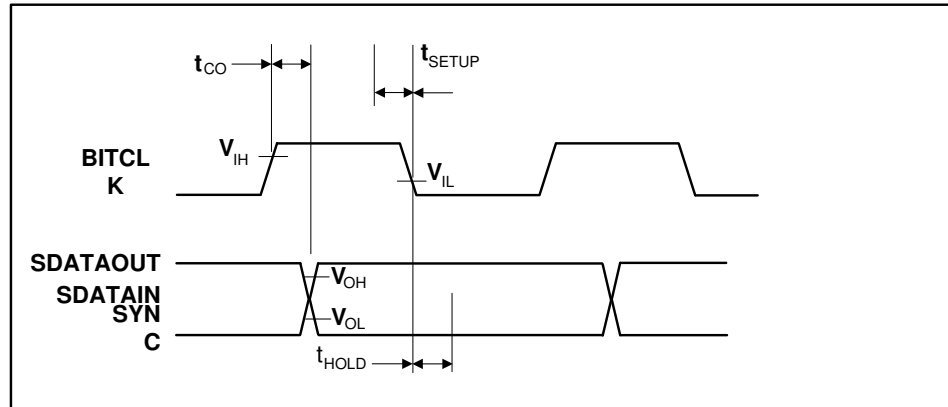 tCO
tSETUP
VIH
BITCL
K
VIL
SDATAOUT
VOH
SDATAIN
SYN
VOL
C
tHOLD